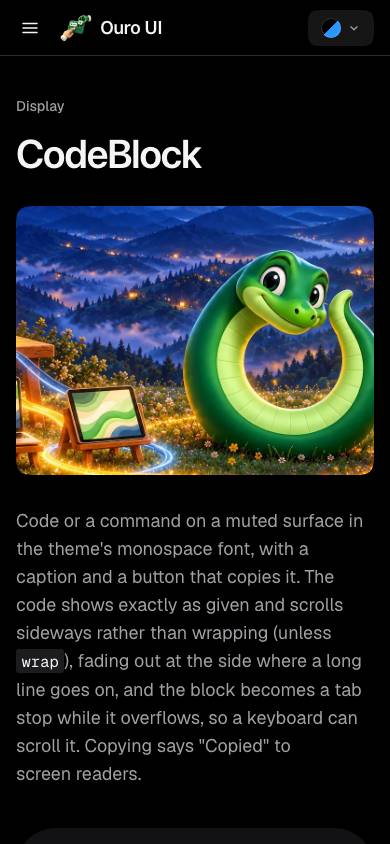 Ouro UI
Display
CodeBlock
Code or a command on a muted surface in
the theme's monospace font, with a
caption and a button that copies it. The
code shows exactly as given and scrolls
sideways rather than wrapping (unless
wrap), fading out at the side where a long
line goes on, and the block becomes a tab
stop while it overflows, so a keyboard can
scroll it. Copying says "Copied" to
screen readers.